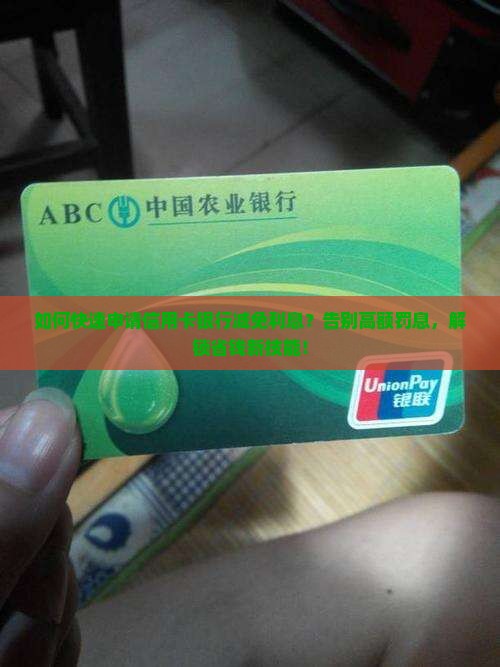 ABC 中国农业银行
如何快速申请信用卡银行减免利息？告别高额罚息，解
锁省钱新技能！
UnionPay
银联